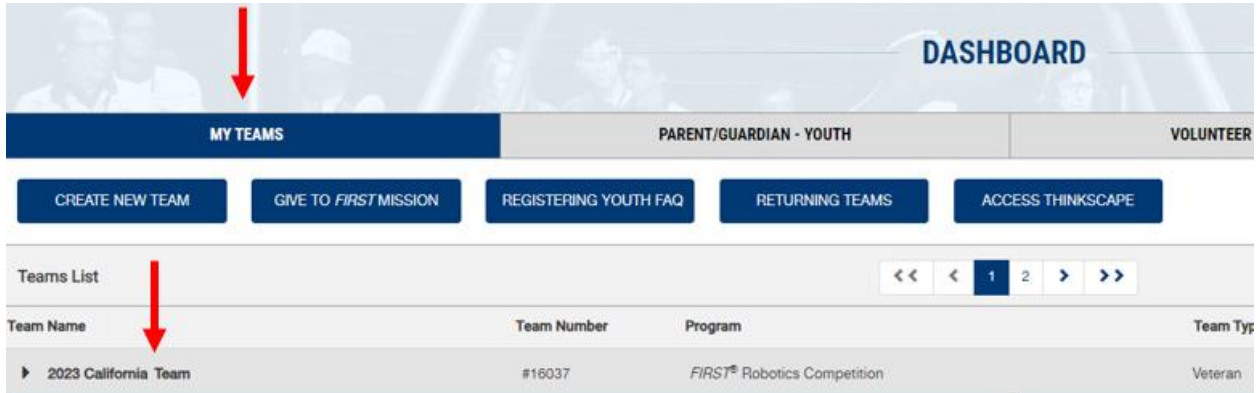 DASHBOARD
MY TEAMS PARENT/GUARDIAN - YOUTH VOLUNTEER
CREATE NEW TEAM GIVE TO FIRST MISSION REGISTERING YOUTH FAQ RETURNING TEAMS ACCESS THINKSCAPE
Teams List << < 1 2 > >>
Team Name Team Number Program Team Typ
2023 California Team #16037 FIRST® Robotics Competition Veteran